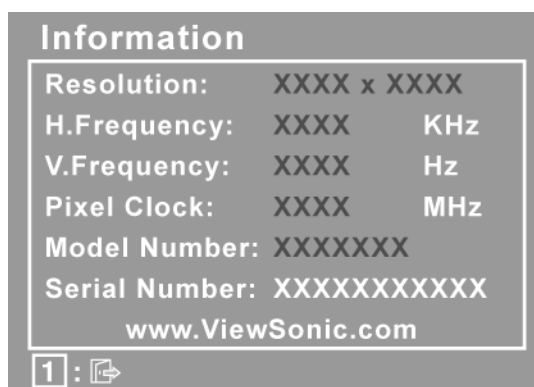 Information
Resolution: XXXX x XXXX
H.Frequency: XXXX KHz
V.Frequency: XXXX Hz
Pixel Clock: XXXX MHz
Model Number: XXXXXXX
Serial Number: XXXXXXXXXXX
www.ViewSonic.com
1 :